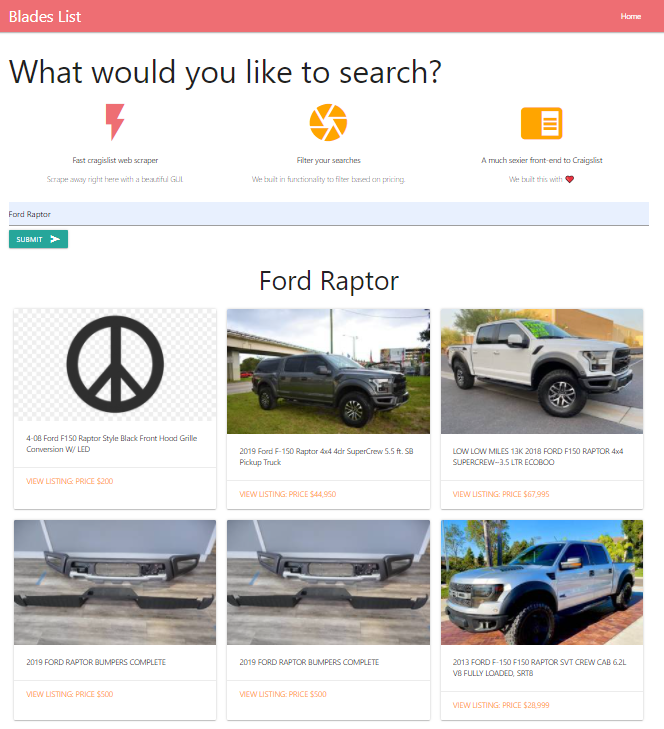 Blades List
Home
What would you like to search?
Fast cragislist web scraper
Filter your searches
A much sexier front-end to Craigslist
Scrape away right here with a beautiful GUI.
We built in functionality to filter based on pricing.
We built this with ❤
Ford Raptor
SUBMIT
Ford Raptor
4-08 Ford F150 Raptor Style Black Front Hood Grille
Conversion W/ LED
VIEW LISTING: PRICE $200
2019 Ford F-150 Raptor 4x4 4dr SuperCrew 5.5 ft. SB
Pickup Truck
VIEW LISTING: PRICE $44,950
LOW LOW MILES 13K 2018 FORD F150 RAPTOR 4x4
SUPERCREW~3.5 LTR ECOBOO
VIEW LISTING: PRICE $67,995
2019 FORD RAPTOR BUMPERS COMPLETE
VIEW LISTING: PRICE $500
2019 FORD RAPTOR BUMPERS COMPLETE
VIEW LISTING: PRICE $500
2013 FORD F-150 F150 RAPTOR SVT CREW CAB 6.2L
V8 FULLY LOADED, SRT8
VIEW LISTING: PRICE $28,999